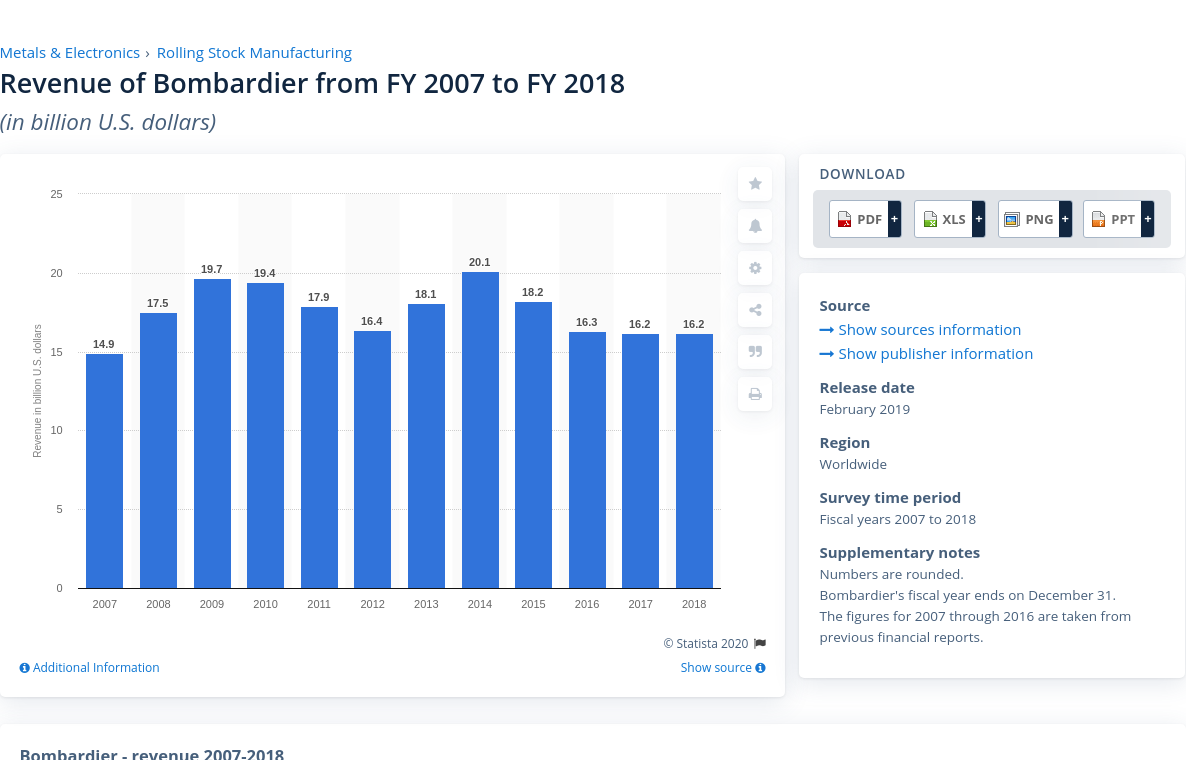 Metals & Electronics › Rolling Stock Manufacturing
Revenue of Bombardier from FY 2007 to FY 2018
(in billion U.S. dollars)
Revenue in billion U.S. dollars
25
20
15
10
5
0
14.9
17.5
19.7
19.4
17.9
16.4
18.1
20.1
18.2
16.3
16.2
16.2
2007 2008 2009 2010 2011 2012 2013 2014 2015 2016 2017 2018
© Statista 2020
Additional Information
Show source
DOWNLOAD
PDF + XLS + PNG + PPT +
Source
Show sources information
Show publisher information
Release date
February 2019
Region
Worldwide
Survey time period
Fiscal years 2007 to 2018
Supplementary notes
Numbers are rounded.
Bombardier's fiscal year ends on December 31.
The figures for 2007 through 2016 are taken from
previous financial reports.
Bombardier - revenue 2007-2018